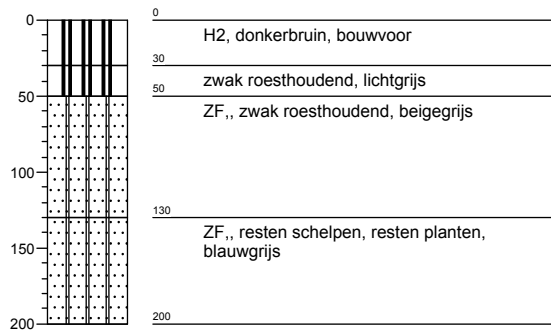 0
0
H2, donkerbruin, bouwvoor
30
zwak roesthoudend, lichtgrijs
50
50
ZF,, zwak roesthoudend, beigegrijs
100
130
ZF,, resten schelpen, resten planten,
blauwgrijs
150
200
200